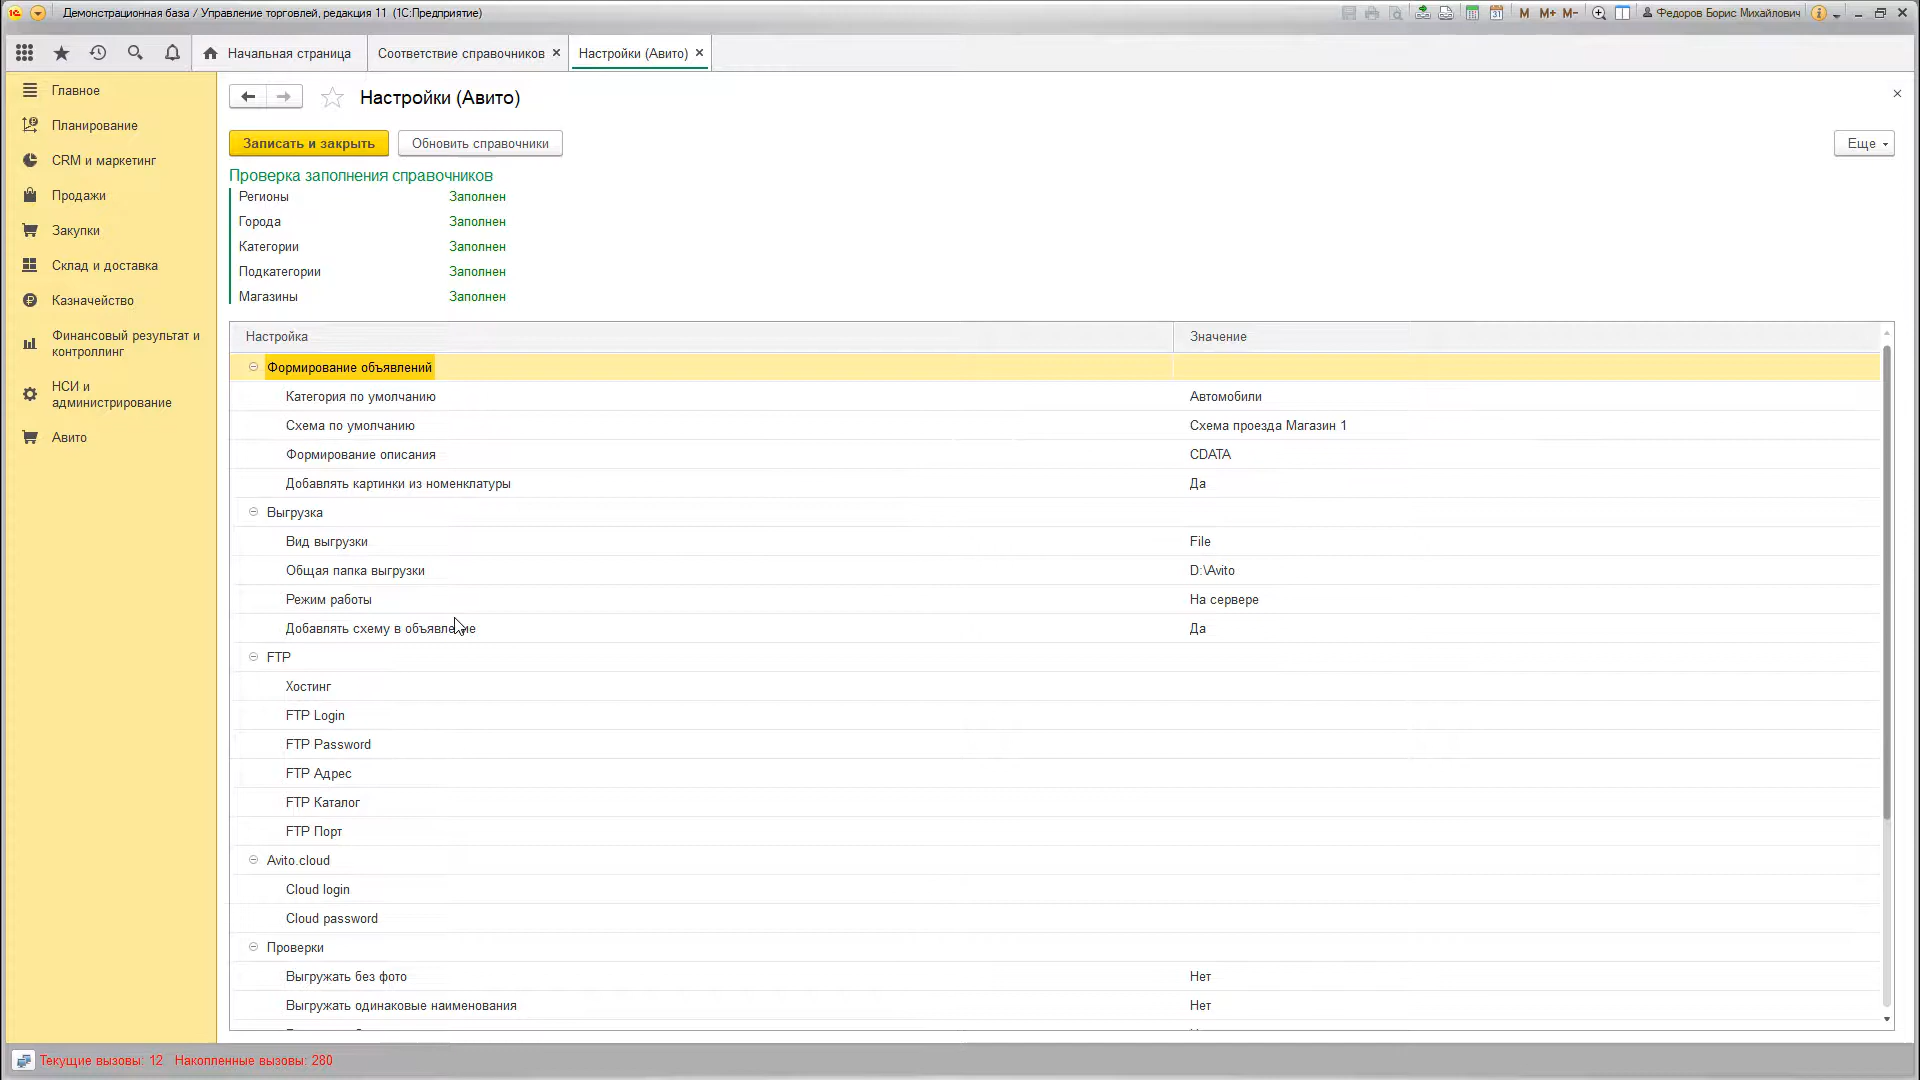 Демонстрационная база / Управление торговлей, редакция 11 (1С:Предприятие)
M M+ M-
Федоров Борис Михайлович
Начальная страница
Соответствие справочников
Настройки (Авито)
Главное
Планирование
CRM и маркетинг
Продажи
Закупки
Склад и доставка
Казначейство
Финансовый результат и
контроллинг
НСИ и
администрирование
Авито
Настройки (Авито)
Записать и закрыть
Обновить справочники
Еще
Проверка заполнения справочников
Регионы Заполнен
Города Заполнен
Категории Заполнен
Подкатегории Заполнен
Магазины Заполнен
Настройка Значение
Формирование объявлений
Категория по умолчанию Автомобили
Схема по умолчанию Схема проезда Магазин 1
Формирование описания CDATA
Добавлять картинки из номенклатуры Да
Выгрузка
Вид выгрузки File
Общая папка выгрузки D:\Avito
Режим работы На сервере
Добавлять схему в объявление Да
FTP
Хостинг
FTP Login
FTP Password
FTP Адрес
FTP Каталог
FTP Порт
Avito.cloud
Cloud login
Cloud password
Проверки
Выгружать без фото Нет
Выгружать одинаковые наименования Нет
Текущие вызовы: 12 Накопленные вызовы: 280